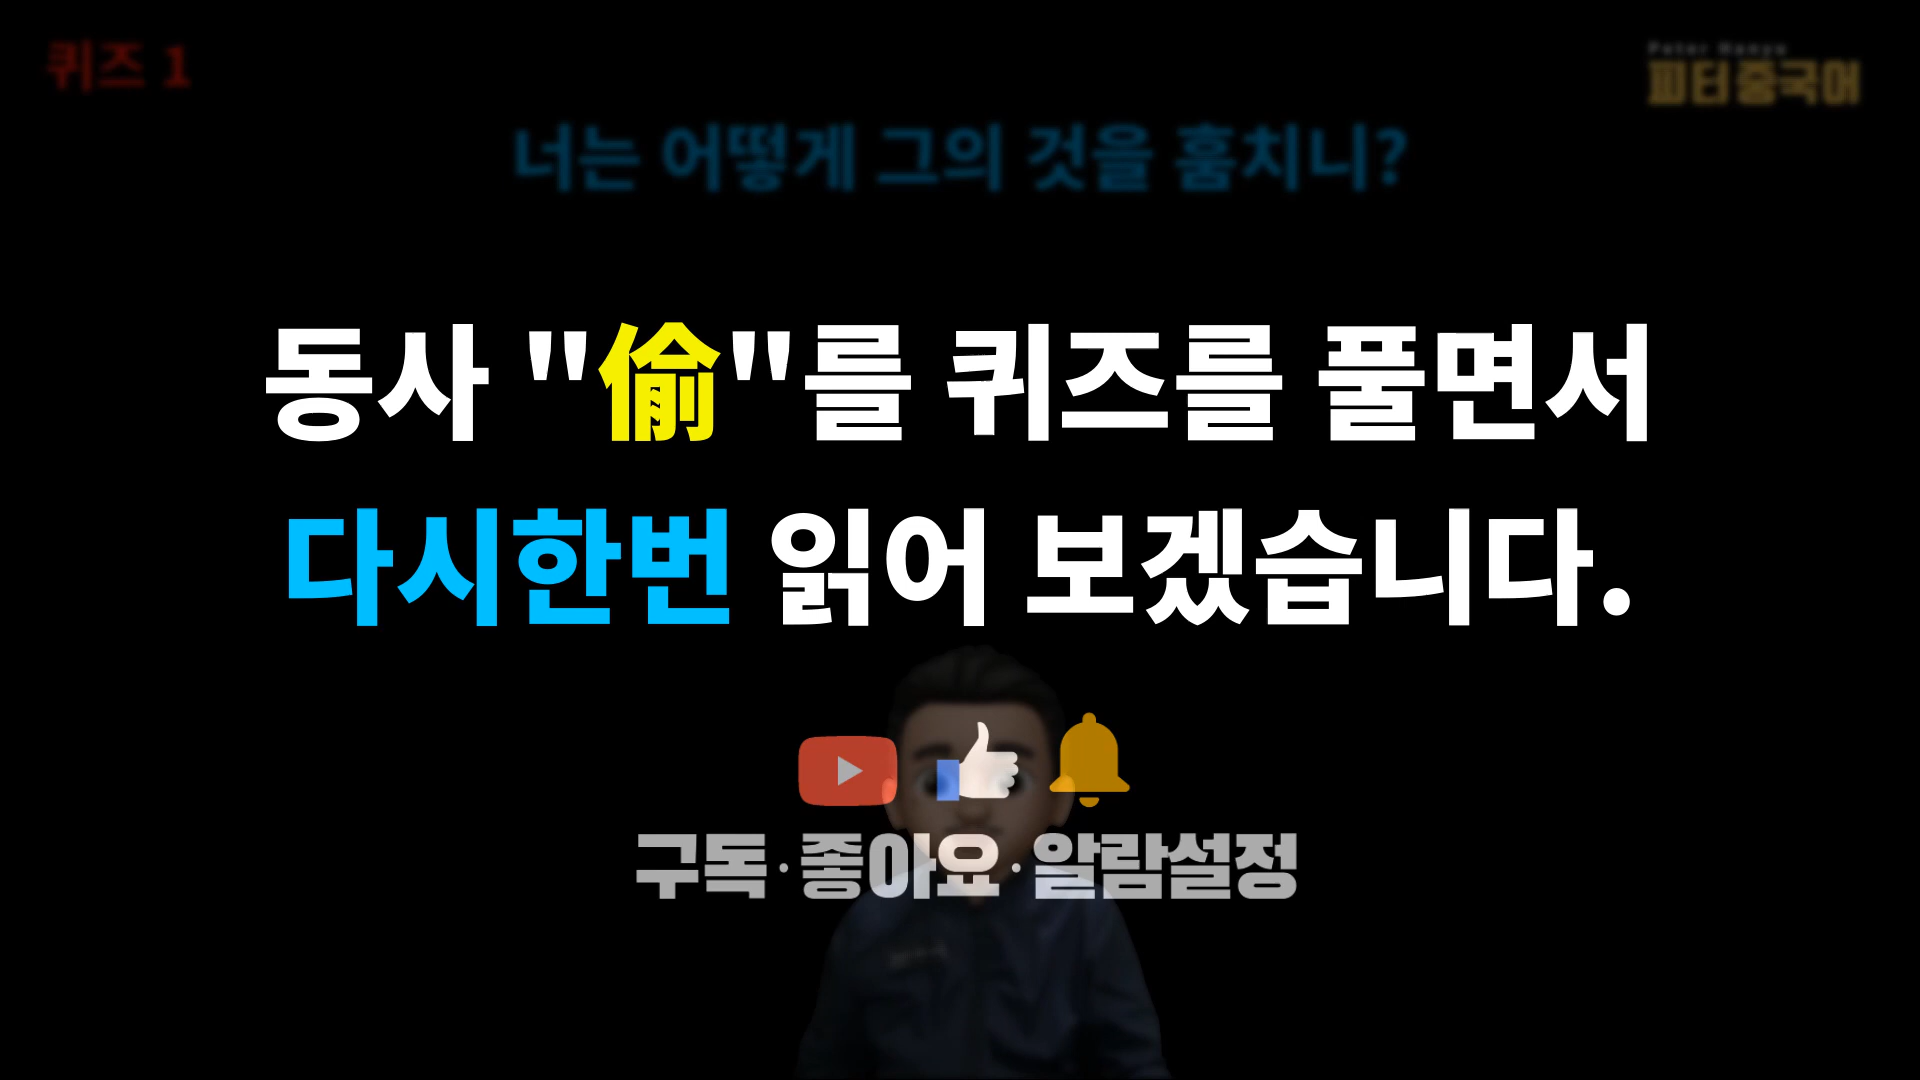 퀴즈 1
Peter Hanyu
피터 중국어
너는 어떻게 그의 것을 훔치니?
동사 "偷"를 퀴즈를 풀면서
다시한번 읽어 보겠습니다.
구독·좋아요·알람설정